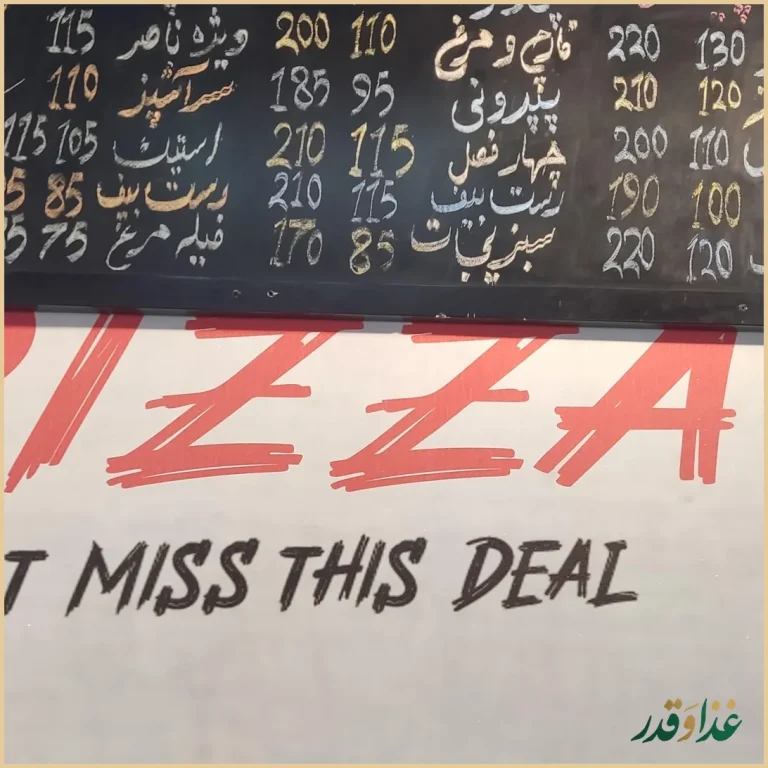 130 220 قارچ و مرغ 110 200 ویژه ناصر 115
120 210 پپرونی 95 185 سرآشپز 110
110 200 چهار فصل 115 210 استیک 105 115
100 190 رست بیف 115 210 رست بیف 85
120 220 سبزیجات 85 170 فیله مرغ 75
PIZZA
T MISS THIS DEAL
غذا و قدر